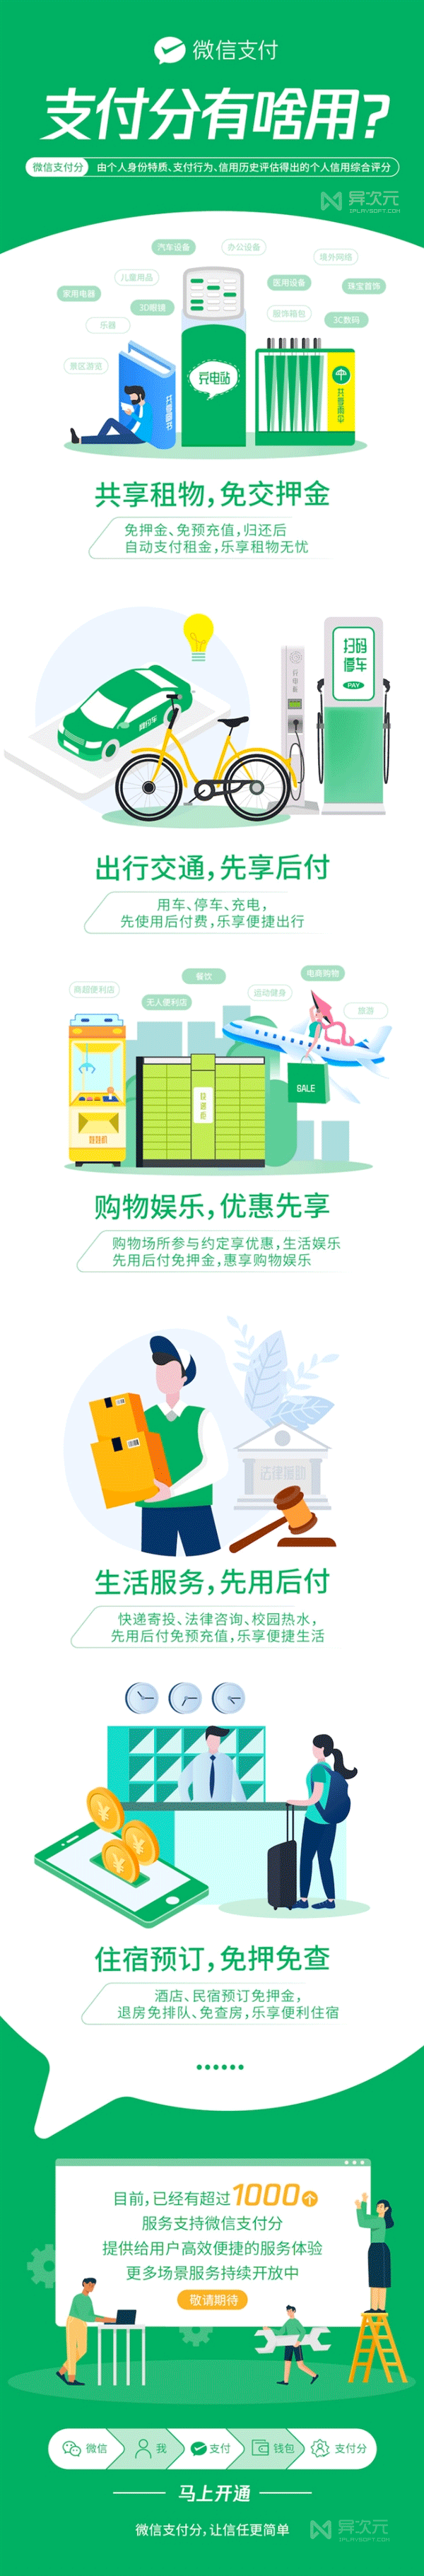 微信支付
支付分有啥用?
微信支付分 由个人身份特质、支付行为、信用历史评估得出的个人信用综合评分
异次元
IPLAYSOFT.COM
汽车设备
办公设备
境外网络
儿童用品
医用设备
珠宝首饰
家用电器
3D眼镜
服饰箱包
3C数码
乐器
景区游览
充电站
共享图书
共享雨伞
共享租物,免交押金
免押金、免预充值,归还后
自动支付租金,乐享租物无忧
扫码
停车
PAY
出行交通,先享后付
用车、停车、充电,
先使用后付费,乐享便捷出行
餐饮
电商购物
商超便利店
无人便利店
运动健身
旅游
SALE
娃娃机
快递柜
购物娱乐,优惠先享
购物场所参与约定享优惠,生活娱乐
先用后付免押金,惠享购物娱乐
法律援助
生活服务,先用后付
快递寄投、法律咨询、校园热水,
先用后付免预充值,乐享便捷生活
住宿预订,免押免查
酒店、民宿预订免押金,
退房免排队、免查房,乐享便利住宿
······
目前,已经有超过1000个
服务支持微信支付分
提供给用户高效便捷的服务体验
更多场景服务持续开放中
敬请期待
微信 我 支付 钱包 支付分
马上开通
微信支付分,让信任更简单
异次元
IPLAYSOFT.COM